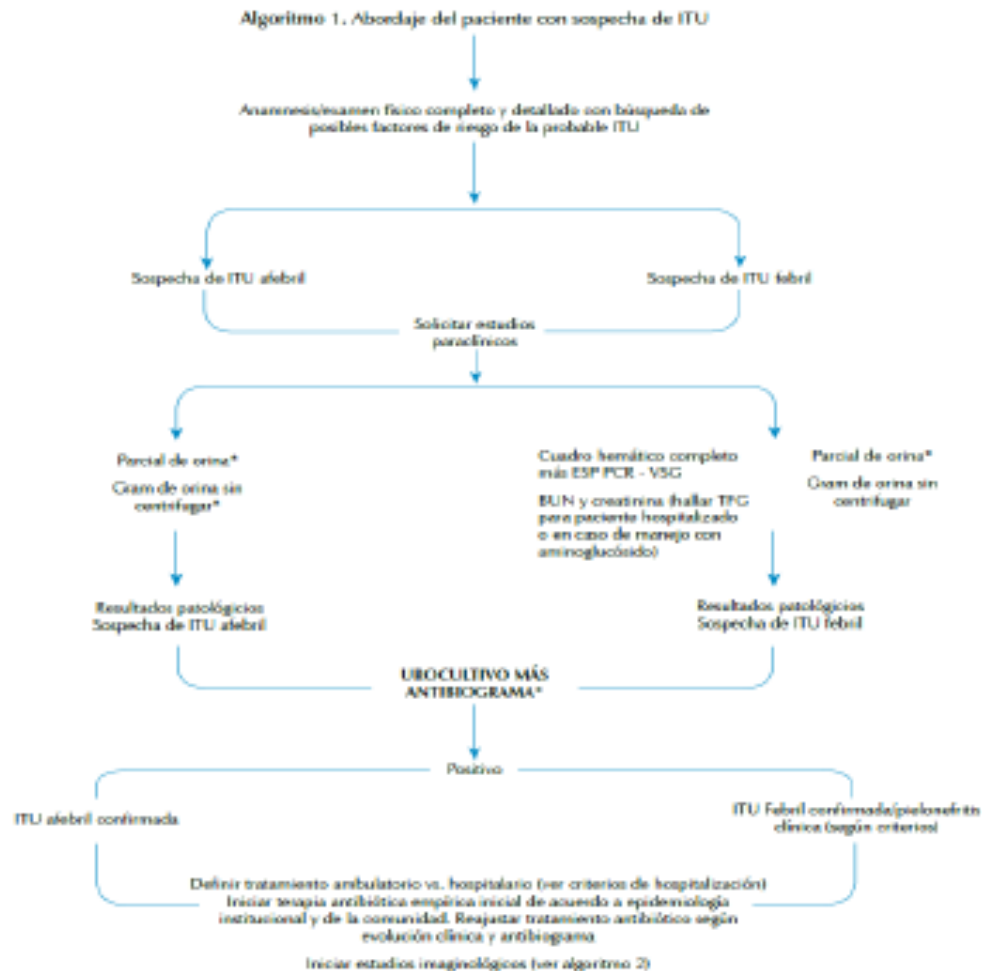 Algoritmo 1. Abordaje del paciente con sospecha de ITU
Anamnesis/examen físico completo y detallado con búsqueda de
posibles factores de riesgo de la probable ITU
Sospecha de ITU afebril
Sospecha de ITU febril
Solicitar estudios
paraclínicos
Parcial de orina*
Gram de orina sin
centrifugar*
Cuadro hemático completo
más ESP PCR - VSG
BUN y creatinina (hallar TFG
para paciente hospitalizado
o en caso de manejo con
aminoglucósido)
Parcial de orina*
Gram de orina sin
centrifugar
Resultados patológicios
Sospecha de ITU afebril
Resultados patológicios
Sospecha de ITU febril
UROCULTIVO MÁS
ANTIBIOGRAMA*
Positivo
ITU afebril confirmada
ITU Febril confirmada/pielonefritis
clínica (según criterios)
Definir tratamiento ambulatorio vs. hospitalario (ver criterios de hospitalización)
Iniciar terapia antibiótica empírica inicial de acuerdo a epidemiología
institucional y de la comunidad. Reajustar tratamiento antibiótico según
evolución clínica y antibiograma
Iniciar estudios imaginológicos (ver algoritmo 2)